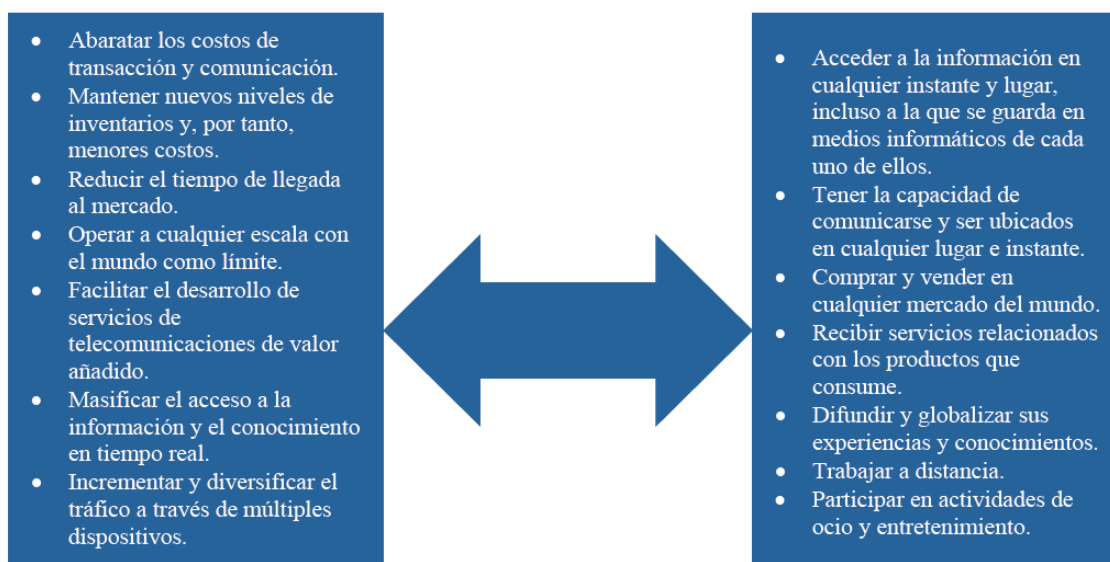 • Abaratar los costos de
transacción y comunicación.
• Mantener nuevos niveles de
inventarios y, por tanto,
menores costos.
• Reducir el tiempo de llegada
al mercado.
• Operar a cualquier escala con
el mundo como límite.
• Facilitar el desarrollo de
servicios de
telecomunicaciones de valor
añadido.
• Masificar el acceso a la
información y el conocimiento
en tiempo real.
• Incrementar y diversificar el
tráfico a través de múltiples
dispositivos.
• Acceder a la información en
cualquier instante y lugar,
incluso a la que se guarda en
medios informáticos de cada
uno de ellos.
• Tener la capacidad de
comunicarse y ser ubicados
en cualquier lugar e instante.
• Comprar y vender en
cualquier mercado del mundo.
• Recibir servicios relacionados
con los productos que
consume.
• Difundir y globalizar sus
experiencias y conocimientos.
• Trabajar a distancia.
• Participar en actividades de
ocio y entretenimiento.